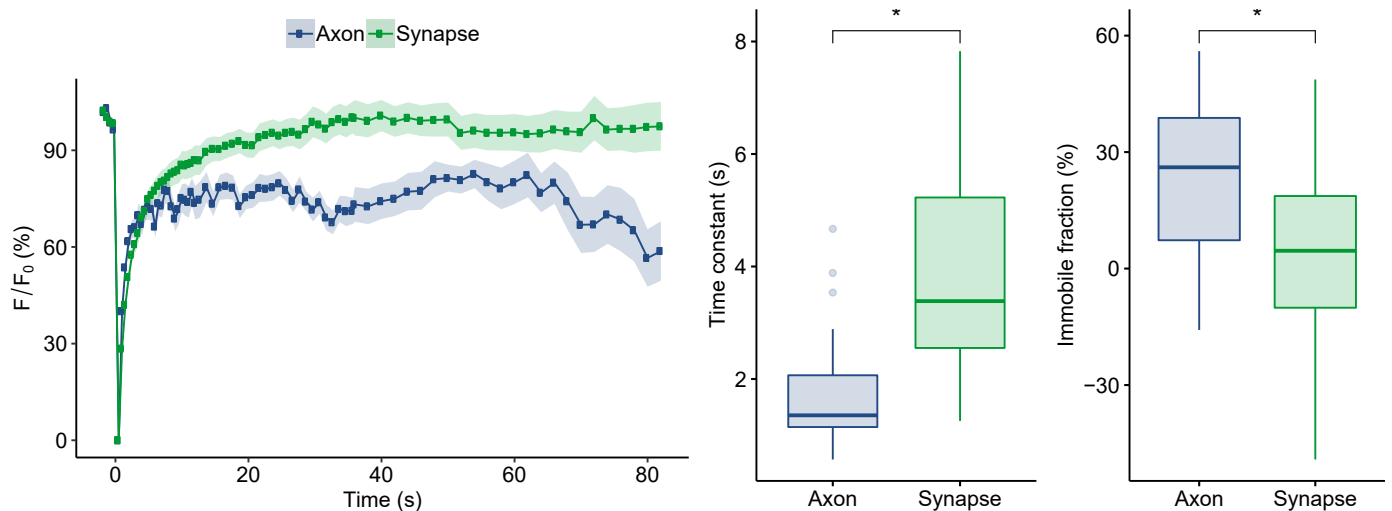 Axon Synapse
F/F₀ (%)
90
60
30
0
0 20 40 60 80
Time (s)
*
Time constant (s)
8
6
4
2
Axon Synapse
*
Immobile fraction (%)
60
30
0
−30
Axon Synapse